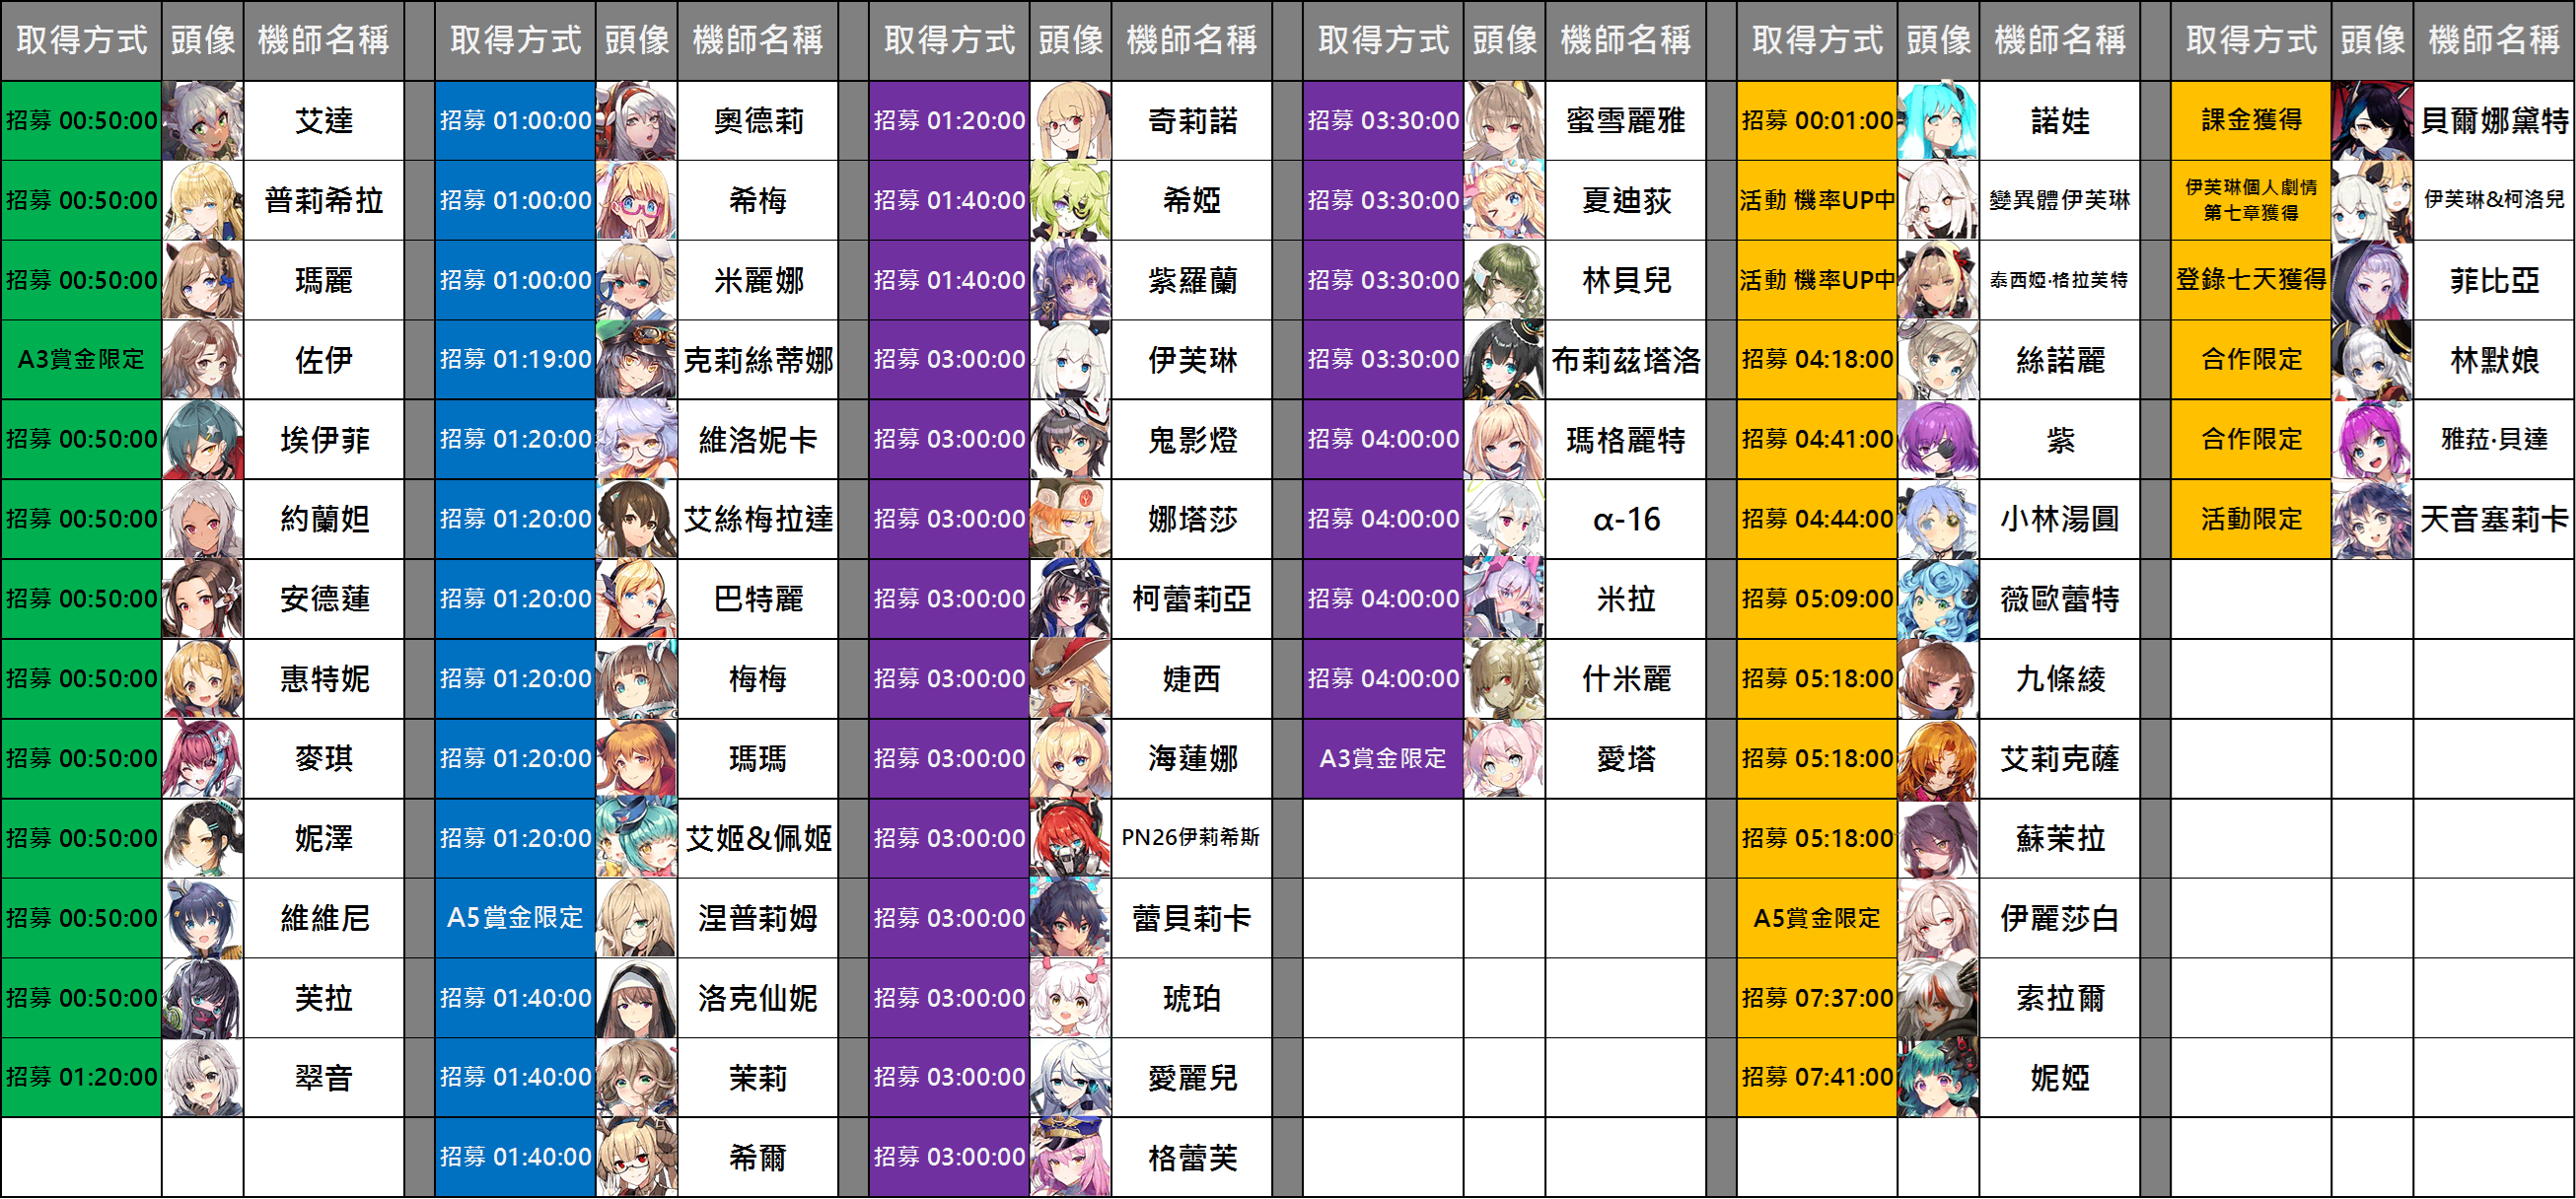 取得方式 頭像 機師名稱 取得方式 頭像 機師名稱 取得方式 頭像 機師名稱 取得方式 頭像 機師名稱 取得方式 頭像 機師名稱 取得方式 頭像 機師名稱
招募 00:50:00 艾達 招募 01:00:00 奧德莉 招募 01:20:00 奇莉諾 招募 03:30:00 蜜雪麗雅 招募 00:01:00 諾娃 課金獲得 貝爾娜黛特
招募 00:50:00 普莉希拉 招募 01:00:00 希梅 招募 01:40:00 希婭 招募 03:30:00 夏迪荻 活動 機率UP中 變異體伊芙琳 伊芙琳個人劇情 第七章獲得 伊芙琳&柯洛兒
招募 00:50:00 瑪麗 招募 01:00:00 米麗娜 招募 01:40:00 紫羅蘭 招募 03:30:00 林貝兒 活動 機率UP中 泰西婭·格拉芙特 登錄七天獲得 菲比亞
A3賞金限定 佐伊 招募 01:19:00 克莉絲蒂娜 招募 03:00:00 伊芙琳 招募 03:30:00 布莉茲塔洛 招募 04:18:00 絲諾麗 合作限定 林默娘
招募 00:50:00 埃伊菲 招募 01:20:00 維洛妮卡 招募 03:00:00 鬼影燈 招募 04:00:00 瑪格麗特 招募 04:41:00 紫 合作限定 雅菈·貝達
招募 00:50:00 約蘭妲 招募 01:20:00 艾絲梅拉達 招募 03:00:00 娜塔莎 招募 04:00:00 α-16 招募 04:44:00 小林湯圓 活動限定 天音塞莉卡
招募 00:50:00 安德蓮 招募 01:20:00 巴特麗 招募 03:00:00 柯蕾莉亞 招募 04:00:00 米拉 招募 05:09:00 薇歐蕾特
招募 00:50:00 惠特妮 招募 01:20:00 梅梅 招募 03:00:00 婕西 招募 04:00:00 什米麗 招募 05:18:00 九條綾
招募 00:50:00 麥琪 招募 01:20:00 瑪瑪 招募 03:00:00 海蓮娜 A3賞金限定 愛塔 招募 05:18:00 艾莉克薩
招募 00:50:00 妮澤 招募 01:20:00 艾姬&佩姬 招募 03:00:00 PN26伊莉希斯 招募 05:18:00 蘇茉拉
招募 00:50:00 維維尼 A5賞金限定 涅普莉姆 招募 03:00:00 蕾貝莉卡 A5賞金限定 伊麗莎白
招募 00:50:00 芙拉 招募 01:40:00 洛克仙妮 招募 03:00:00 琥珀 招募 07:37:00 索拉爾
招募 01:20:00 翠音 招募 01:40:00 茉莉 招募 03:00:00 愛麗兒 招募 07:41:00 妮婭
招募 01:40:00 希爾 招募 03:00:00 格蕾芙